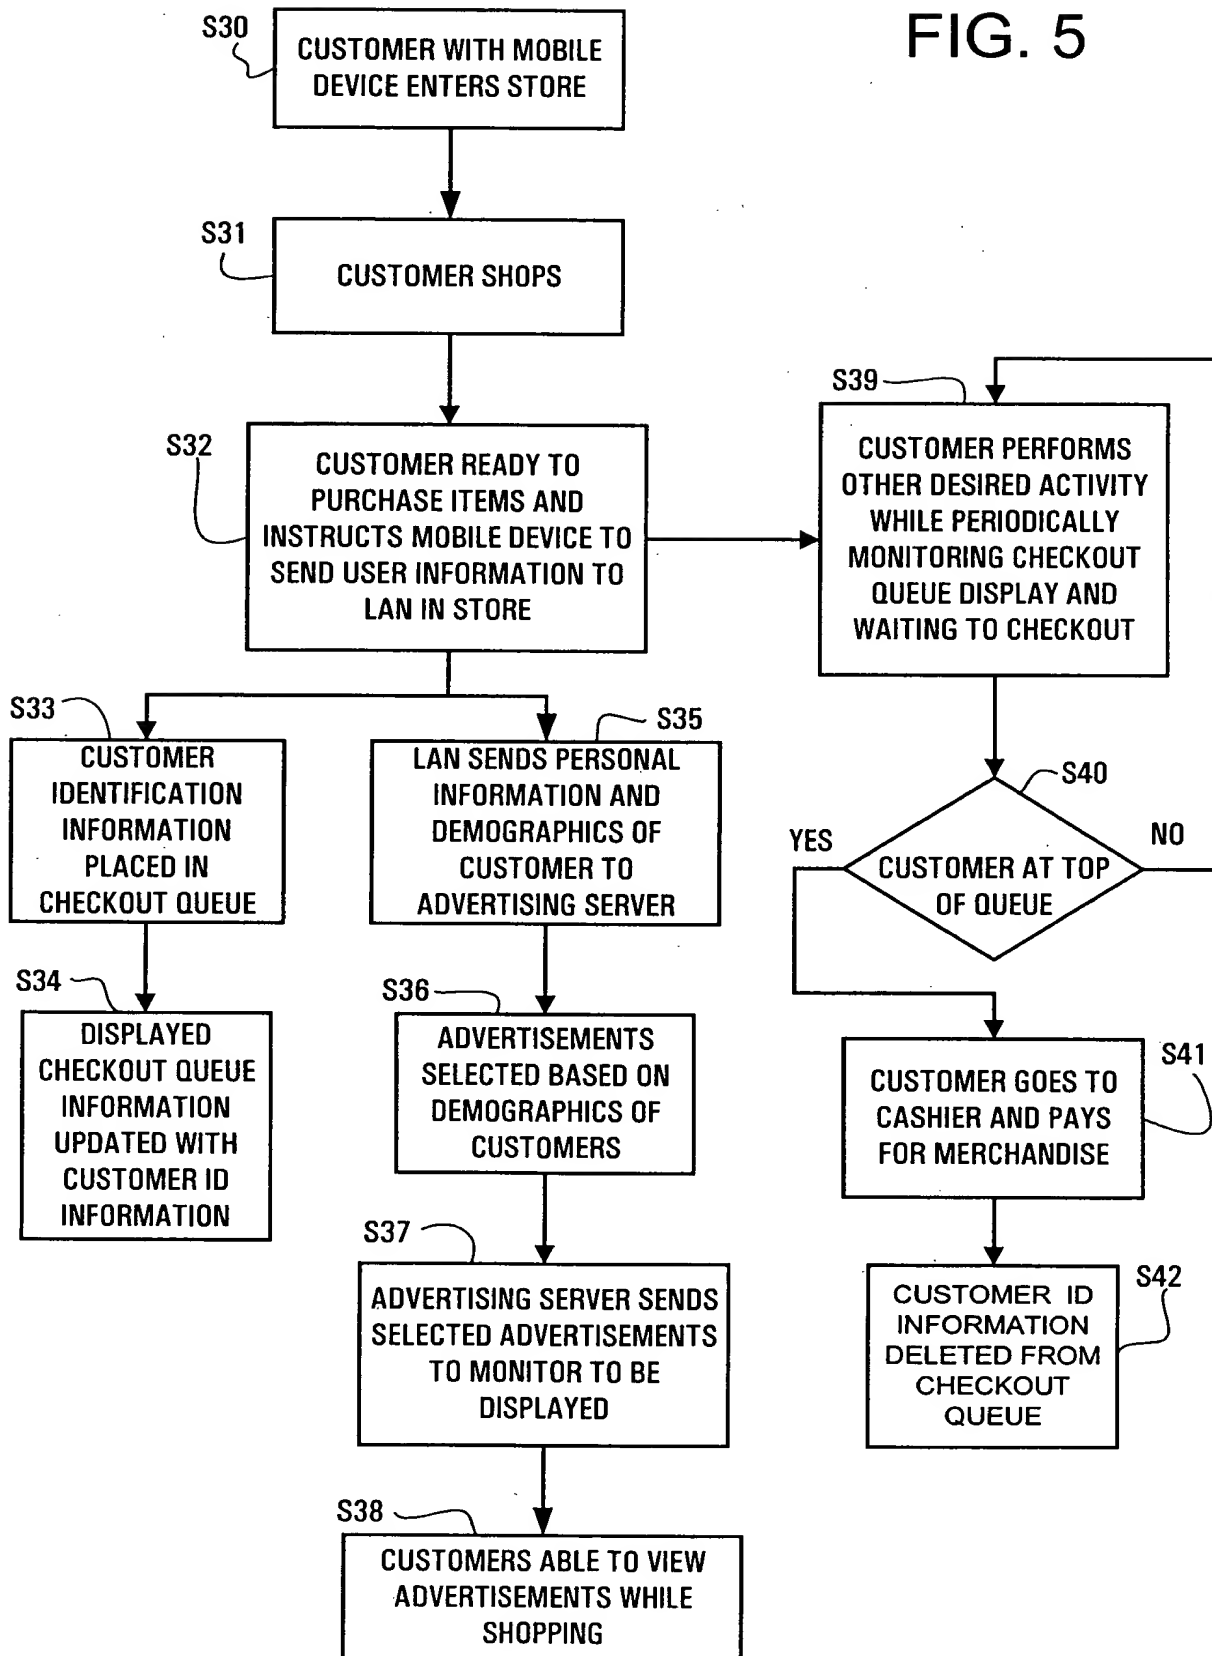 FIG. 5
S30
CUSTOMER WITH MOBILE
DEVICE ENTERS STORE
S31
CUSTOMER SHOPS
S32
CUSTOMER READY TO
PURCHASE ITEMS AND
INSTRUCTS MOBILE DEVICE TO
SEND USER INFORMATION TO
LAN IN STORE
S33
CUSTOMER
IDENTIFICATION
INFORMATION
PLACED IN
CHECKOUT QUEUE
S34
DISPLAYED
CHECKOUT QUEUE
INFORMATION
UPDATED WITH
CUSTOMER ID
INFORMATION
S35
LAN SENDS PERSONAL
INFORMATION AND
DEMOGRAPHICS OF
CUSTOMER TO
ADVERTISING SERVER
S36
ADVERTISEMENTS
SELECTED BASED ON
DEMOGRAPHICS OF
CUSTOMERS
S37
ADVERTISING SERVER SENDS
SELECTED ADVERTISEMENTS
TO MONITOR TO BE
DISPLAYED
S38
CUSTOMERS ABLE TO VIEW
ADVERTISEMENTS WHILE
SHOPPING
S39
CUSTOMER PERFORMS
OTHER DESIRED ACTIVITY
WHILE PERIODICALLY
MONITORING CHECKOUT
QUEUE DISPLAY AND
WAITING TO CHECKOUT
S40
YES
NO
CUSTOMER AT TOP
OF QUEUE
S41
CUSTOMER GOES TO
CASHIER AND PAYS
FOR MERCHANDISE
S42
CUSTOMER ID
INFORMATION
DELETED FROM
CHECKOUT
QUEUE